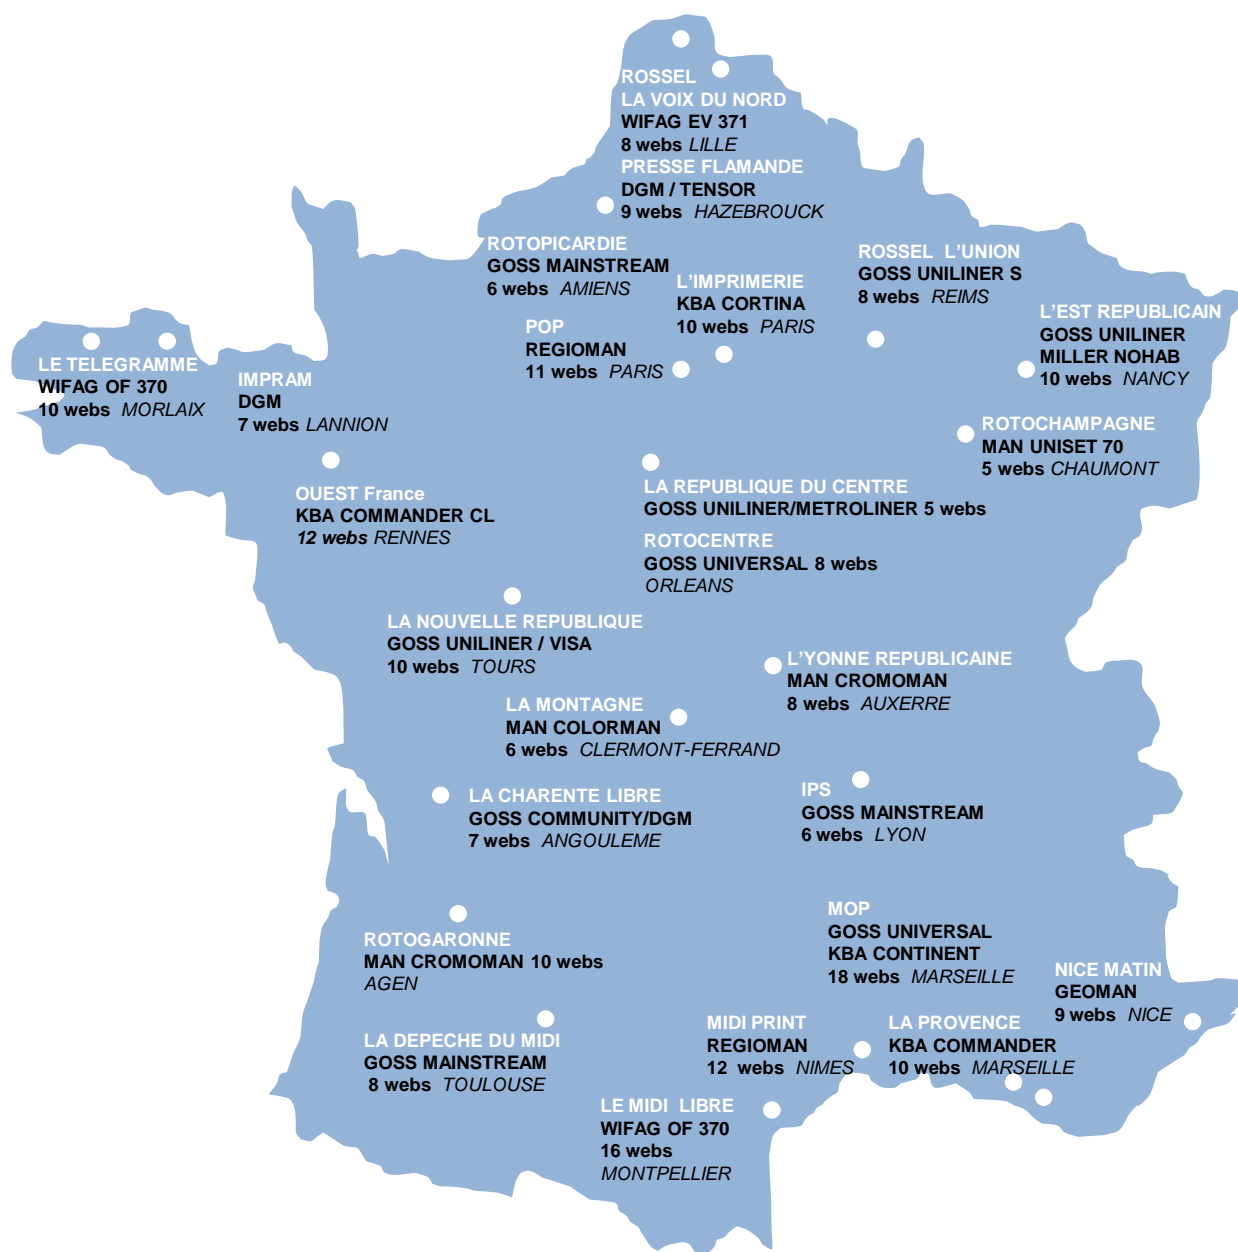 ROSSEL
LA VOIX DU NORD
WIFAG EV 371
8 webs LILLE
PRESSE FLAMANDE
DGM / TENSOR
9 webs HAZEBROUCK
ROTOPICARDIE
GOSS MAINSTREAM
6 webs AMIENS
L'IMPRIMERIE
KBA CORTINA
10 webs PARIS
ROSSEL L'UNION
GOSS UNILINER S
8 webs REIMS
L'EST REPUBLICAIN
GOSS UNILINER
MILLER NOHAB
10 webs NANCY
POP
REGIOMAN
11 webs PARIS
LE TELEGRAMME
WIFAG OF 370
10 webs MORLAIX
IMPRAM
DGM
7 webs LANNION
ROTOCHAMPAGNE
MAN UNISET 70
5 webs CHAUMONT
OUEST France
KBA COMMANDER CL
12 webs RENNES
LA REPUBLIQUE DU CENTRE
GOSS UNILINER/METROLINER 5 webs
ROTOCENTRE
GOSS UNIVERSAL 8 webs
ORLEANS
LA NOUVELLE REPUBLIQUE
GOSS UNILINER / VISA
10 webs TOURS
L'YONNE REPUBLICAINE
MAN CROMOMAN
8 webs AUXERRE
LA MONTAGNE
MAN COLORMAN
6 webs CLERMONT-FERRAND
LA CHARENTE LIBRE
GOSS COMMUNITY/DGM
7 webs ANGOULEME
IPS
GOSS MAINSTREAM
6 webs LYON
ROTOGARONNE
MAN CROMOMAN 10 webs
AGEN
MOP
GOSS UNIVERSAL
KBA CONTINENT
18 webs MARSEILLE
NICE MATIN
GEOMAN
9 webs NICE
LA DEPECHE DU MIDI
GOSS MAINSTREAM
8 webs TOULOUSE
MIDI PRINT
REGIOMAN
12 webs NIMES
LA PROVENCE
KBA COMMANDER
10 webs MARSEILLE
LE MIDI LIBRE
WIFAG OF 370
16 webs
MONTPELLIER